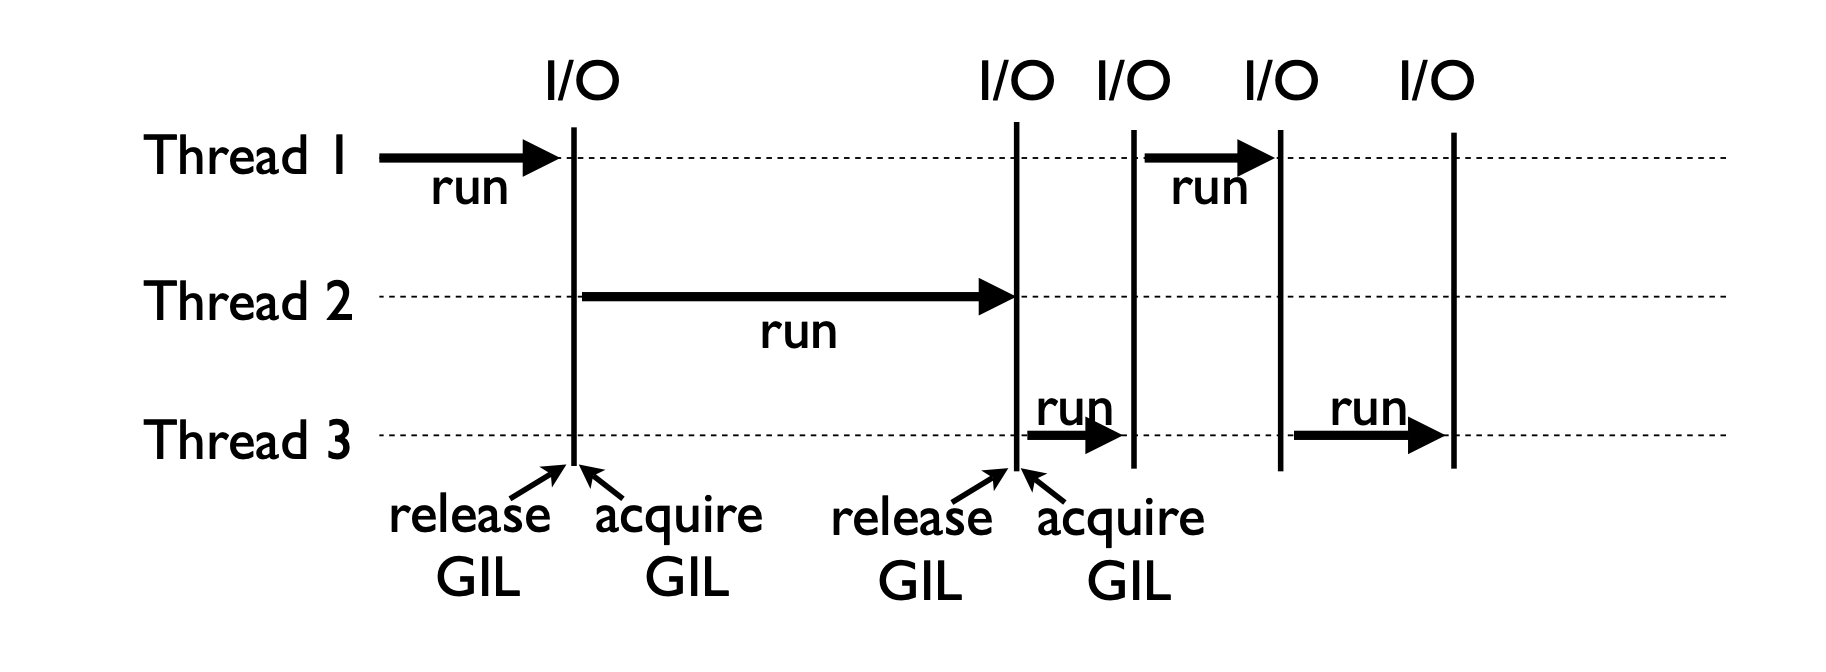 I/O I/O I/O I/O I/O
Thread 1
run run
Thread 2
run
run run
Thread 3
release acquire release acquire
GIL GIL GIL GIL